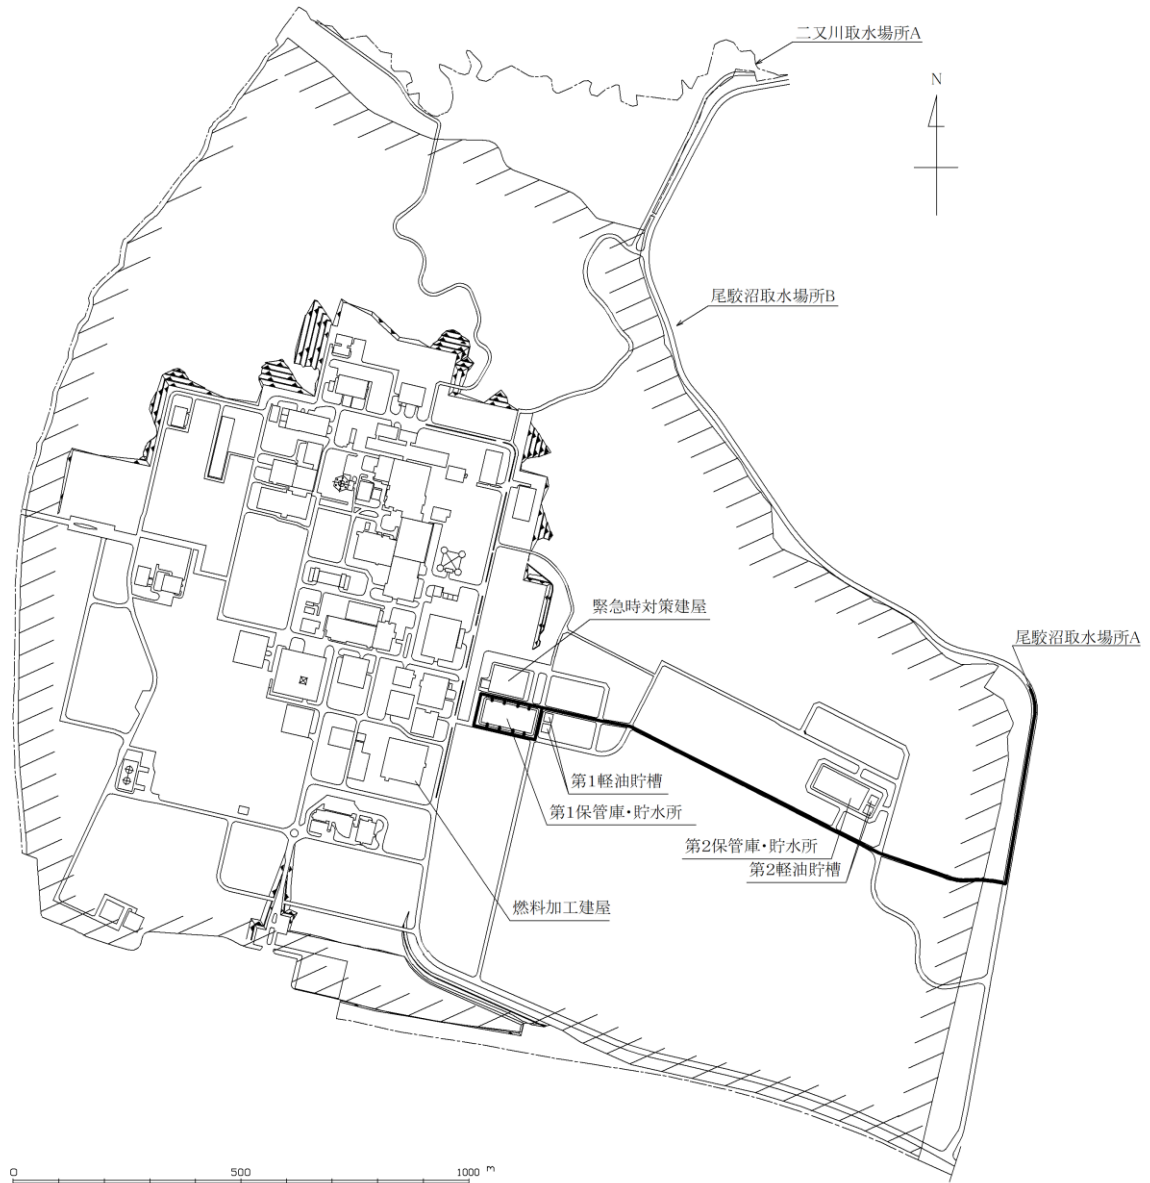 二又川取水場所A
N
尾駮沼取水場所B
緊急時対策建屋
尾駮沼取水場所A
第1軽油貯槽
第1保管庫・貯水所
第2保管庫・貯水所
第2軽油貯槽
燃料加工建屋
0 500 1000 m